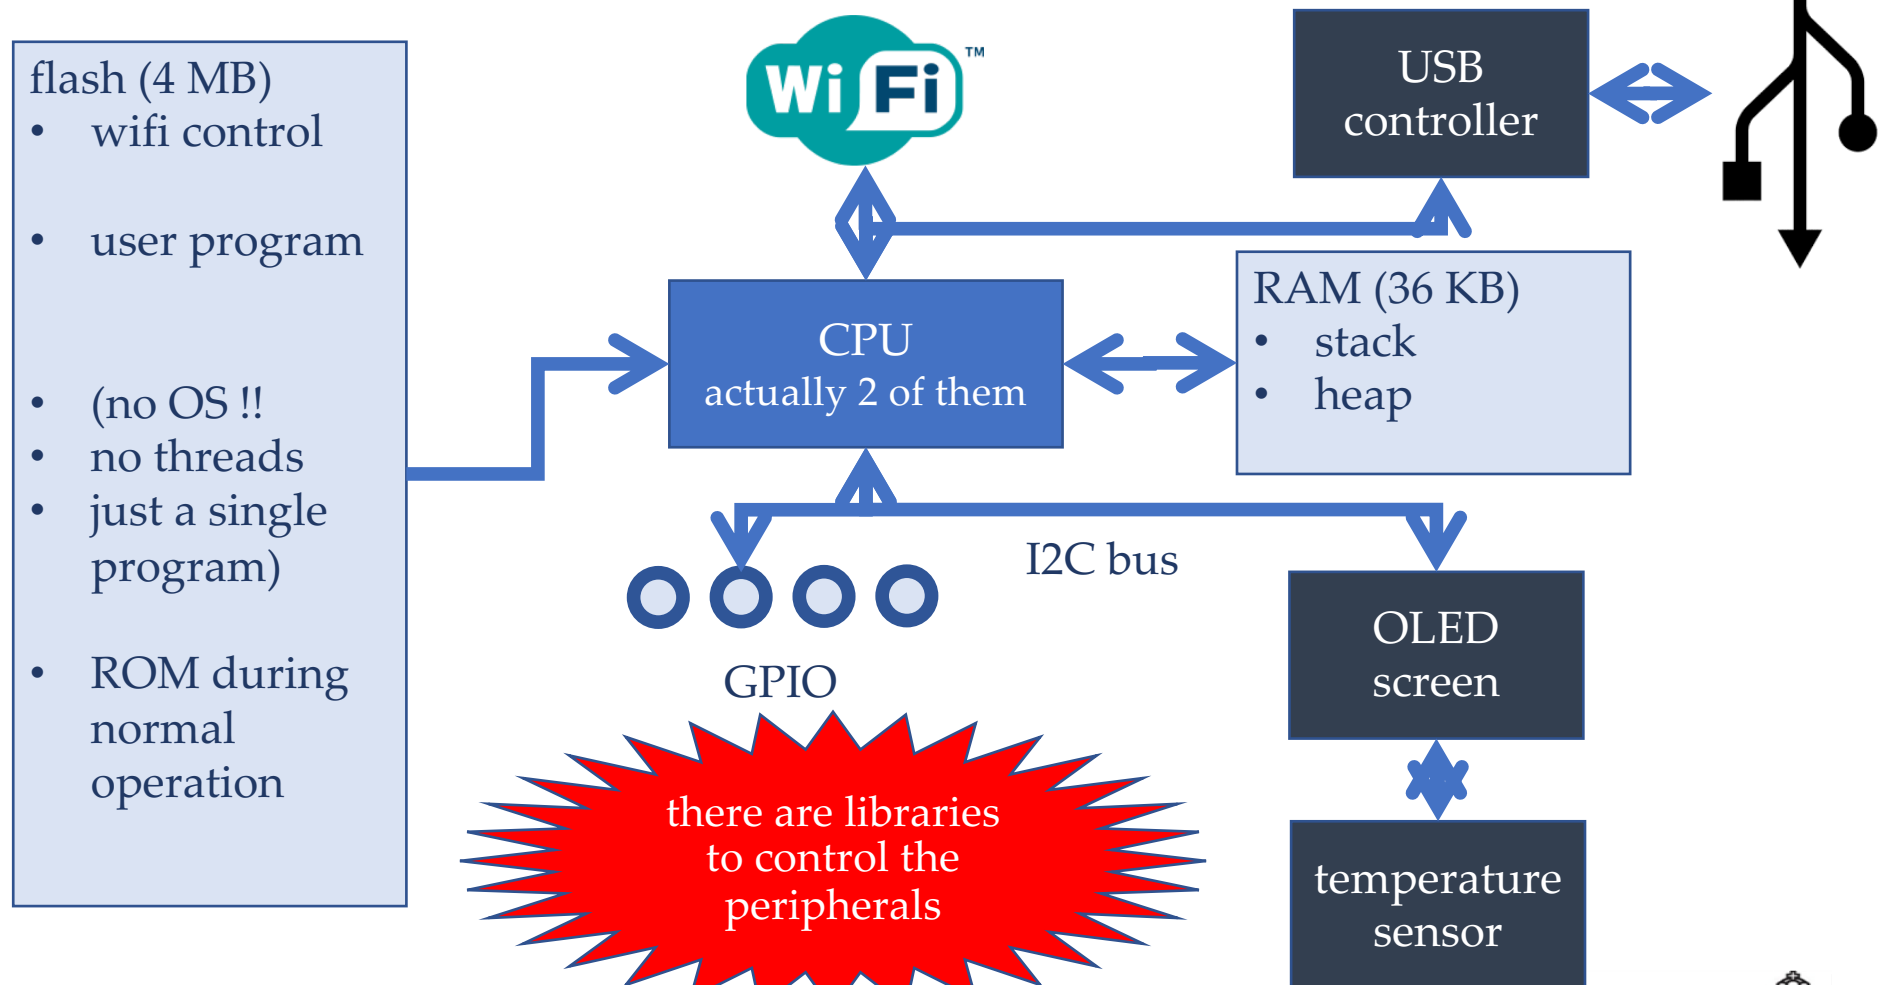 flash (4 MB)
• wifi control
• user program
• (no OS !!
• no threads
• just a single
program)
• ROM during
normal
operation
Wi Fi ™
USB
controller
CPU
actually 2 of them
RAM (36 KB)
• stack
• heap
I2C bus
GPIO
OLED
screen
there are libraries
to control the
peripherals
temperature
sensor